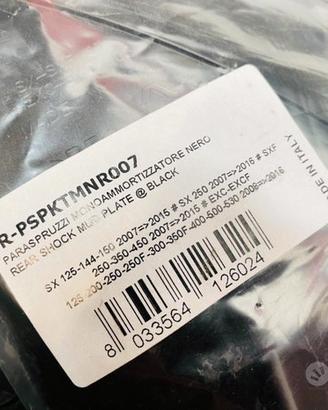 R-PSPKTMNR007
PARASPRUZZI MONOAMMORTIZZATORE NERO
REAR SHOCK MUD PLATE @ BLACK
SX 125-144-150 2007=>2015 # SX 250 2007=>2016 # SXF
250-350-450 2007=>2015 # EXC-EXCF
125-200-250-250F-300-350F-400-500-530 2008=>2016
8 033564 126024
MADE IN ITALY